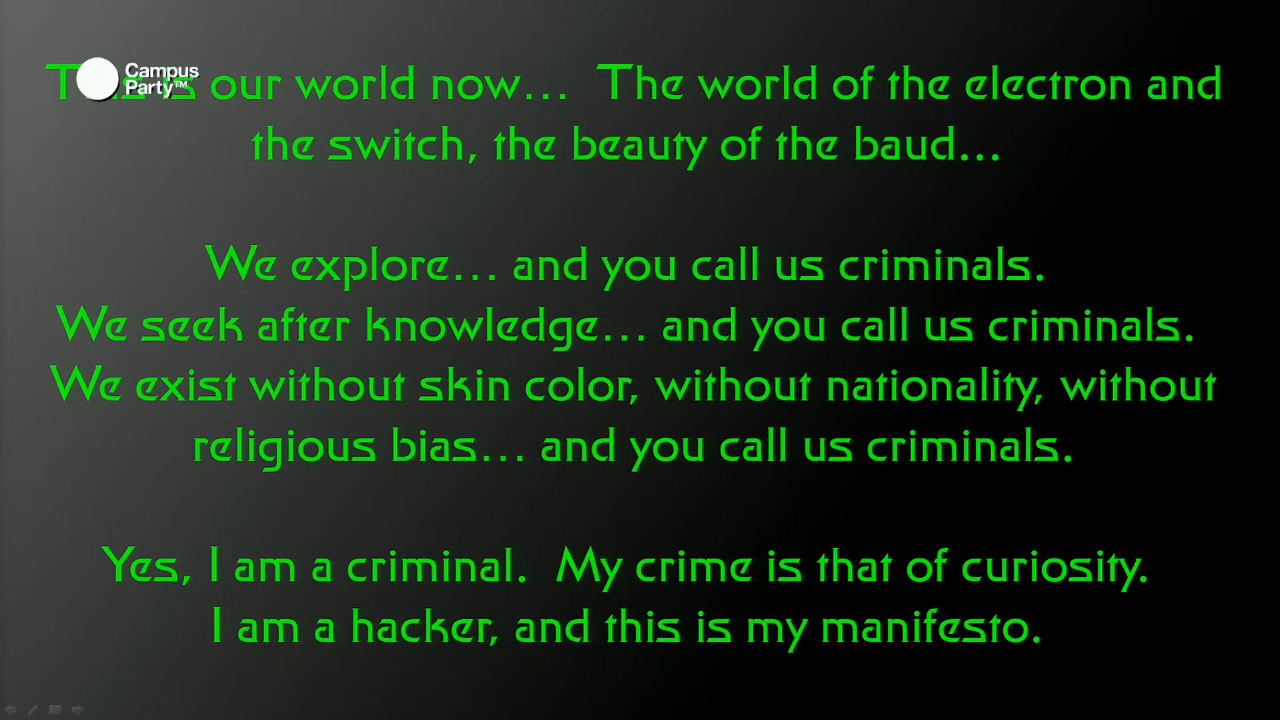 Campus
Party™
This is our world now... The world of the electron and
the switch, the beauty of the baud...
We explore... and you call us criminals.
We seek after knowledge... and you call us criminals.
We exist without skin color, without nationality, without
religious bias... and you call us criminals.
Yes, I am a criminal. My crime is that of curiosity.
I am a hacker, and this is my manifesto.